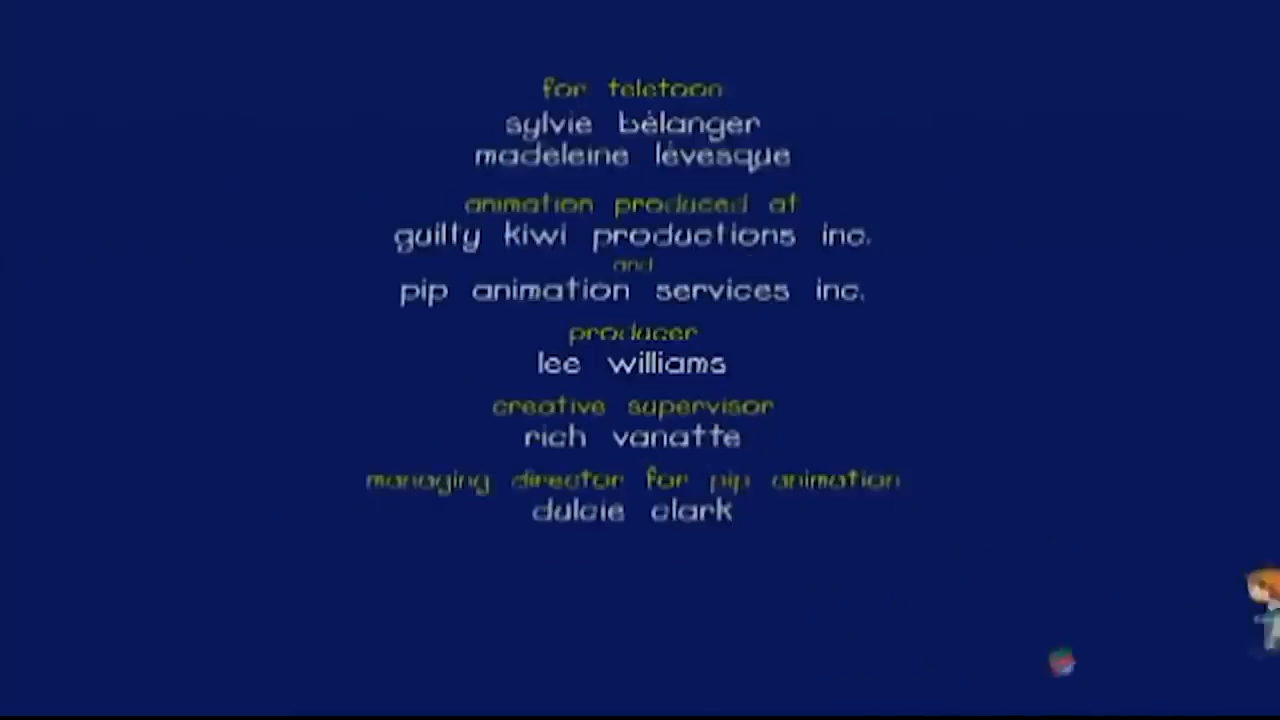 for teletoon
sylvie bélanger
madeleine lévesque
animation produced at
guilty kiwi productions inc.
and
pip animation services inc.
producer
lee williams
creative supervisor
rich vanatte
managing director for pip animation
dulcie clark